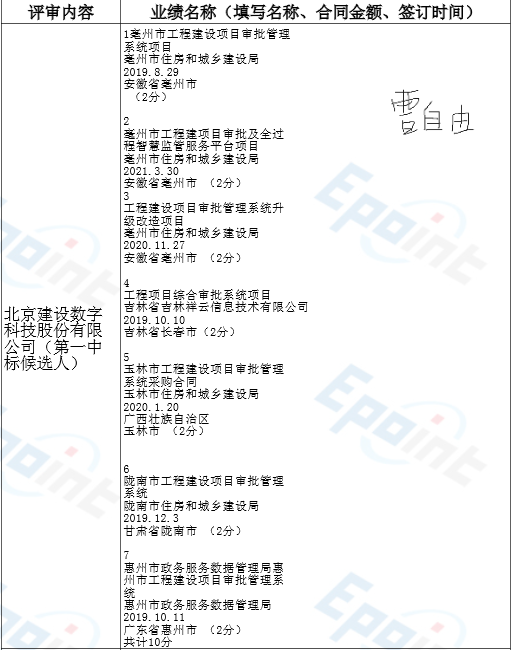 评审内容
业绩名称（填写名称、合同金额、签订时间）
北京建设数字
科技股份有限
公司（第一中
标候选人）
1亳州市工程建设项目审批管理
系统项目
亳州市住房和城乡建设局
2019.8.29
安徽省亳州市
（2分）
2
亳州市工程建项目审批及全过
程智慧监管服务平台项目
亳州市住房和城乡建设局
2021.3.30
安徽省亳州市 （2分）
3
工程建设项目审批管理系统升
级改造项目
亳州市住房和城乡建设局
2020.11.27
安徽省亳州市 （2分）
4
工程项目综合审批系统项目
吉林省吉林祥云信息技术有限公司
2019.10.10
吉林省长春市（2分）
5
玉林市工程建设项目审批管理
系统采购合同
玉林市住房和城乡建设局
2020.1.20
广西壮族自治区
玉林市 （2分）
6
陇南市工程建设项目审批管理
系统
陇南市住房和城乡建设局
2019.12.3
甘肃省陇南市 （2分）
7
惠州市政务服务数据管理局惠
州市工程建设项目审批管理系
统
惠州市政务服务数据管理局
2019.10.11
广东省惠州市 （2分）
共计10分
曹自由
Epoint
Epoint
Epoint
Epoint
Epoint
Epoint